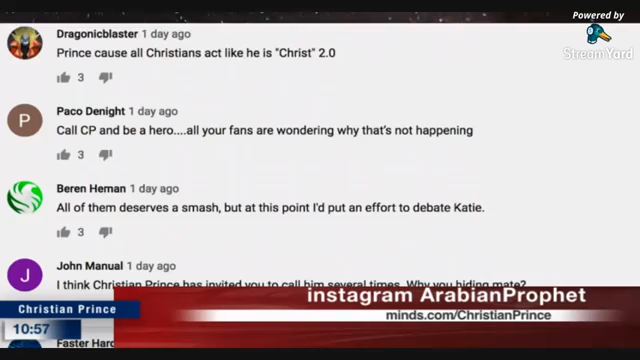 Powered by
StreamYard
Dragonicblaster 1 day ago
Prince cause all Christians act like he is "Christ" 2.0
3
P
Paco Denight 1 day ago
Call CP and be a hero....all your fans are wondering why that's not happening
3
Beren Heman 1 day ago
All of them deserves a smash, but at this point I'd put an effort to debate Katie.
3
J
John Manual 1 day ago
I think Christian Prince has invited you to call him several times. Why you hiding mate?
instagram ArabianProphet
Christian Prince
minds.com/ChristianPrince
10:57
Faster Hard